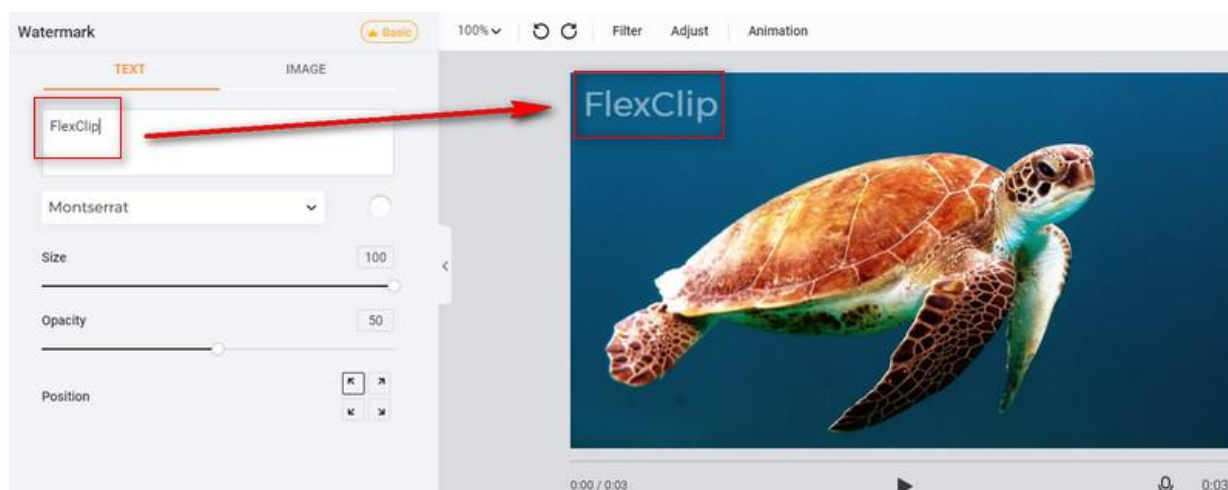 Watermark
Basic
100%
Filter
Adjust
Animation
TEXT
IMAGE
FlexClip
FlexClip
Montserrat
Size
100
Opacity
50
Position
0:00 / 0:03
0:03